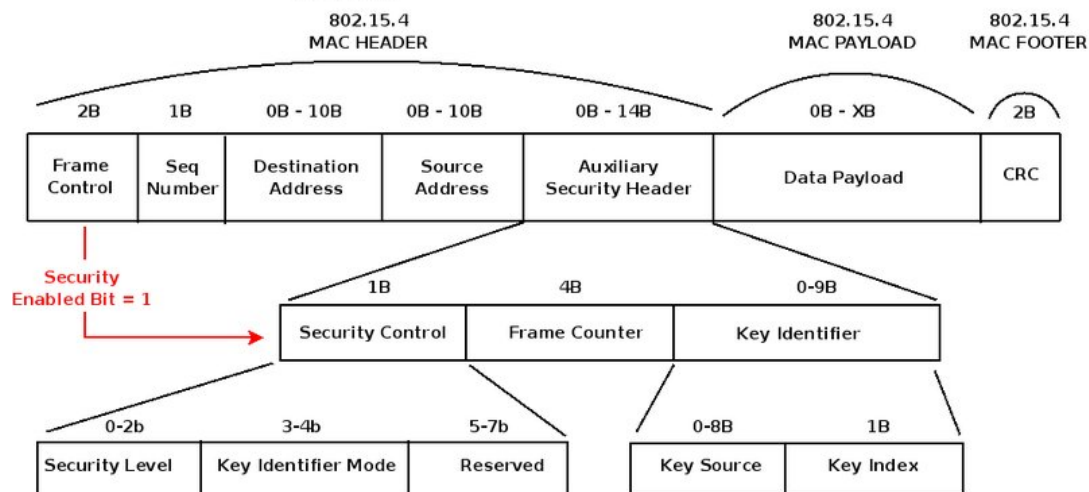 802.15.4
MAC HEADER
802.15.4
MAC PAYLOAD
802.15.4
MAC FOOTER
2B
1B
0B - 10B
0B - 10B
0B - 14B
0B - XB
2B
Frame
Control
Seq
Number
Destination
Address
Source
Address
Auxiliary
Security Header
Data Payload
CRC
Security
Enabled Bit = 1
1B
4B
0-9B
Security Control
Frame Counter
Key Identifier
0-2b
3-4b
5-7b
0-8B
1B
Security Level
Key Identifier Mode
Reserved
Key Source
Key Index